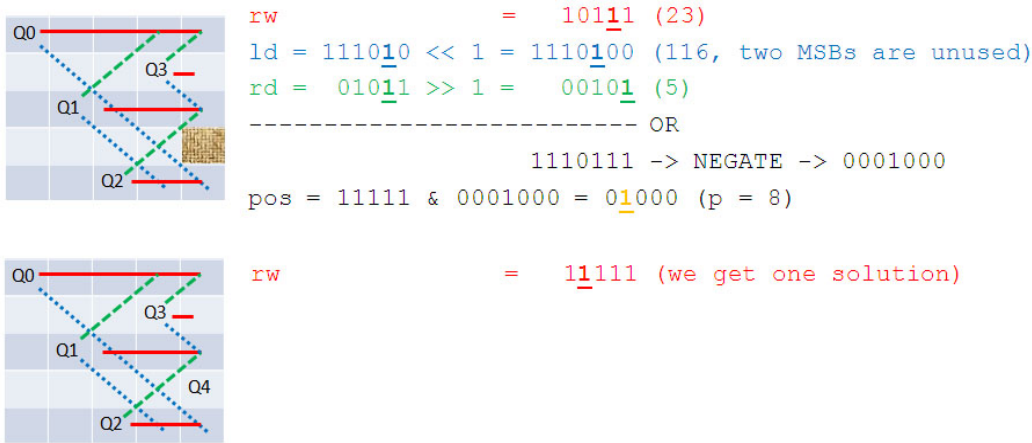 Q0
Q3
Q1
Q2
rw = 10111 (23)
ld = 111010 << 1 = 1110100 (116, two MSBs are unused)
rd = 01011 >> 1 = 00101 (5)
-------------------------- OR
1110111 -> NEGATE -> 0001000
pos = 11111 & 0001000 = 01000 (p = 8)
Q0
Q3
Q1
Q4
Q2
rw = 11111 (we get one solution)